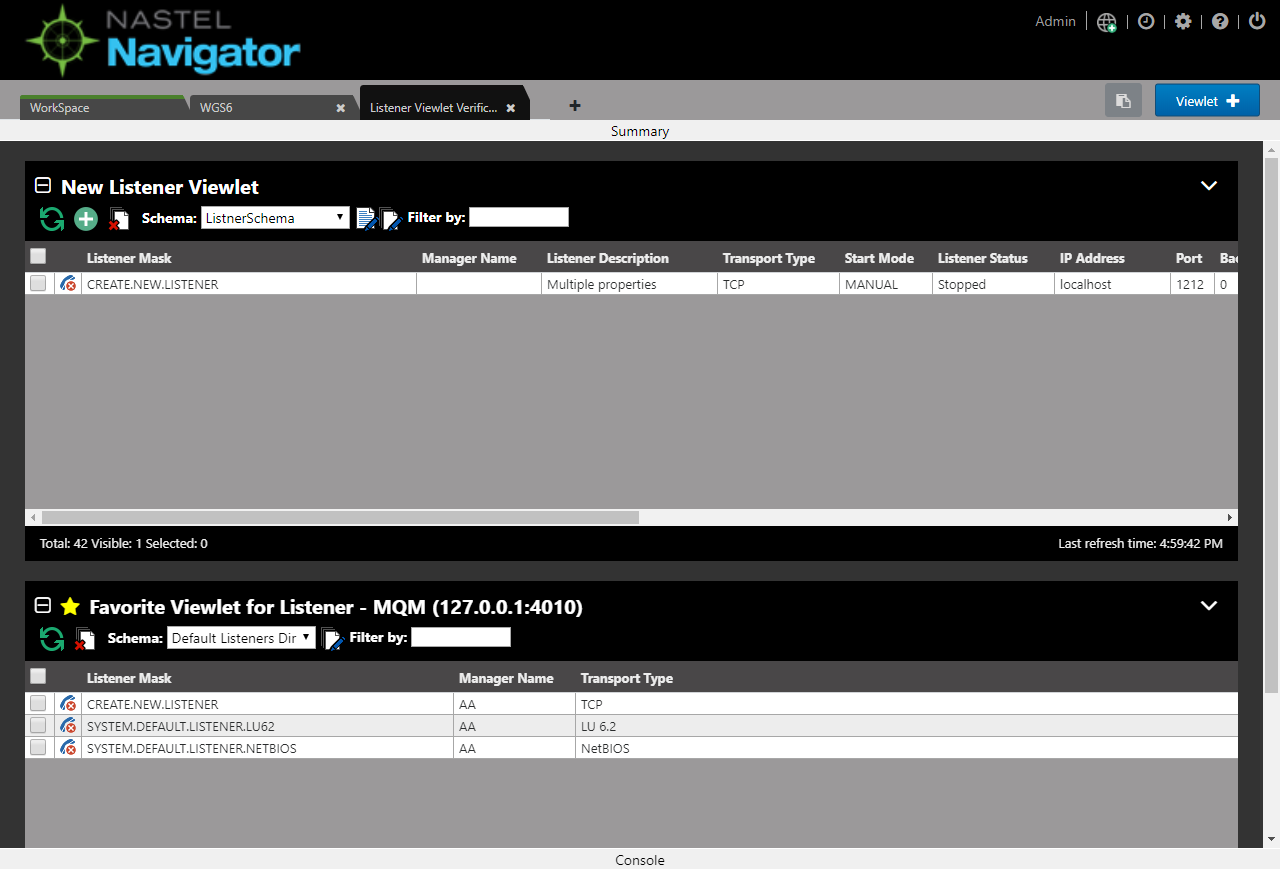 NASTEL
Navigator
Admin
WorkSpace
WGS6
Listener Viewlet Verific...
Viewlet
Summary
New Listener Viewlet
Schema: ListnerSchema Filter by:
Listener Mask Manager Name Listener Description Transport Type Start Mode Listener Status IP Address Port Bac
CREATE.NEW.LISTENER Multiple properties TCP MANUAL Stopped localhost 1212 0
Total: 42 Visible: 1 Selected: 0 Last refresh time: 4:59:42 PM
Favorite Viewlet for Listener - MQM (127.0.0.1:4010)
Schema: Default Listeners Dir Filter by:
Listener Mask Manager Name Transport Type
CREATE.NEW.LISTENER AA TCP
SYSTEM.DEFAULT.LISTENER.LU62 AA LU 6.2
SYSTEM.DEFAULT.LISTENER.NETBIOS AA NetBIOS
Console